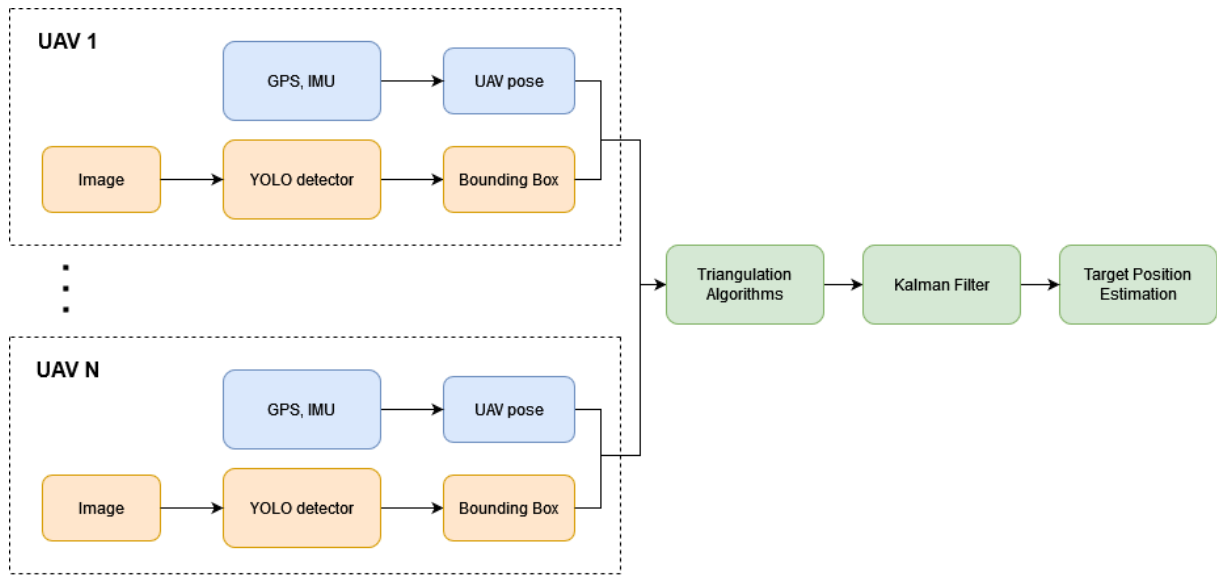 UAV 1
GPS, IMU
UAV pose
Image
YOLO detector
Bounding Box
Triangulation
Algorithms
Kalman Filter
Target Position
Estimation
UAV N
GPS, IMU
UAV pose
Image
YOLO detector
Bounding Box